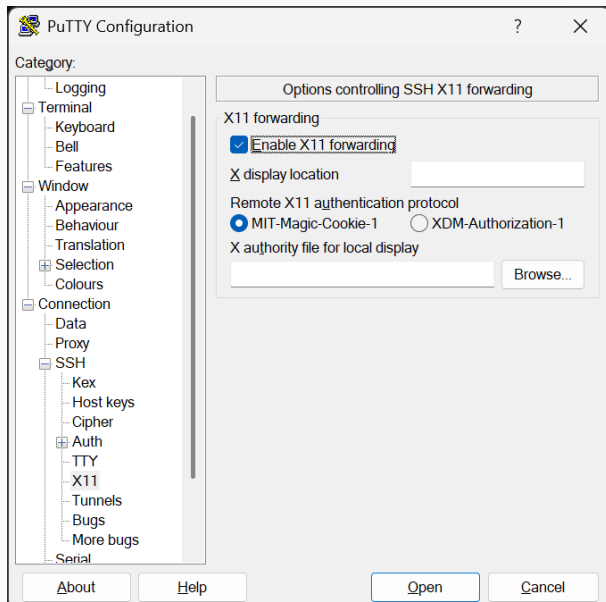 PuTTY Configuration
?
Category:
Logging
Terminal
Keyboard
Bell
Features
Window
Appearance
Behaviour
Translation
Selection
Colours
Connection
Data
Proxy
SSH
Kex
Host keys
Cipher
Auth
TTY
X11
Tunnels
Bugs
More bugs
Serial
Options controlling SSH X11 forwarding
X11 forwarding
Enable X11 forwarding
X display location
Remote X11 authentication protocol
MIT-Magic-Cookie-1 XDM-Authorization-1
X authority file for local display
Browse...
About Help Open Cancel